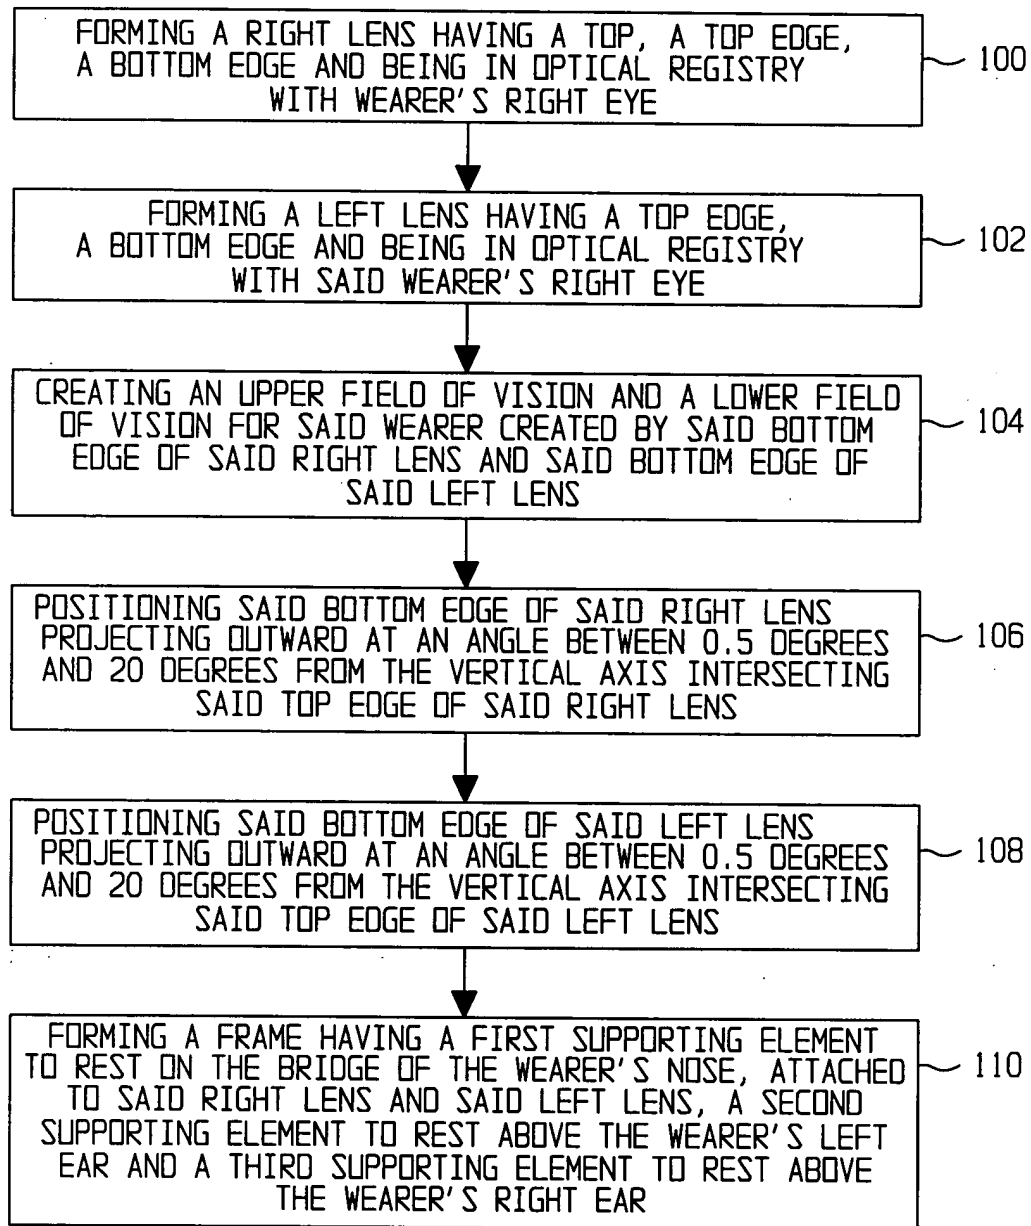 FORMING A RIGHT LENS HAVING A TOP, A TOP EDGE,
A BOTTOM EDGE AND BEING IN OPTICAL REGISTRY
WITH WEARER'S RIGHT EYE
100
FORMING A LEFT LENS HAVING A TOP EDGE,
A BOTTOM EDGE AND BEING IN OPTICAL REGISTRY
WITH SAID WEARER'S RIGHT EYE
102
CREATING AN UPPER FIELD OF VISION AND A LOWER FIELD
OF VISION FOR SAID WEARER CREATED BY SAID BOTTOM
EDGE OF SAID RIGHT LENS AND SAID BOTTOM EDGE OF
SAID LEFT LENS
104
POSITIONING SAID BOTTOM EDGE OF SAID RIGHT LENS
PROJECTING OUTWARD AT AN ANGLE BETWEEN 0.5 DEGREES
AND 20 DEGREES FROM THE VERTICAL AXIS INTERSECTING
SAID TOP EDGE OF SAID RIGHT LENS
106
POSITIONING SAID BOTTOM EDGE OF SAID LEFT LENS
PROJECTING OUTWARD AT AN ANGLE BETWEEN 0.5 DEGREES
AND 20 DEGREES FROM THE VERTICAL AXIS INTERSECTING
SAID TOP EDGE OF SAID LEFT LENS
108
FORMING A FRAME HAVING A FIRST SUPPORTING ELEMENT
TO REST ON THE BRIDGE OF THE WEARER'S NOSE, ATTACHED
TO SAID RIGHT LENS AND SAID LEFT LENS, A SECOND
SUPPORTING ELEMENT TO REST ABOVE THE WEARER'S LEFT
EAR AND A THIRD SUPPORTING ELEMENT TO REST ABOVE
THE WEARER'S RIGHT EAR
110